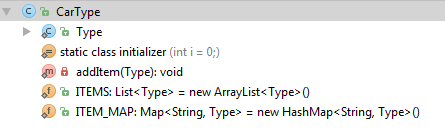 CarType
Type
static class initializer (int i = 0;)
addItem(Type): void
ITEMS: List<Type> = new ArrayList<Type>()
ITEM_MAP: Map<String, Type> = new HashMap<String, Type>()